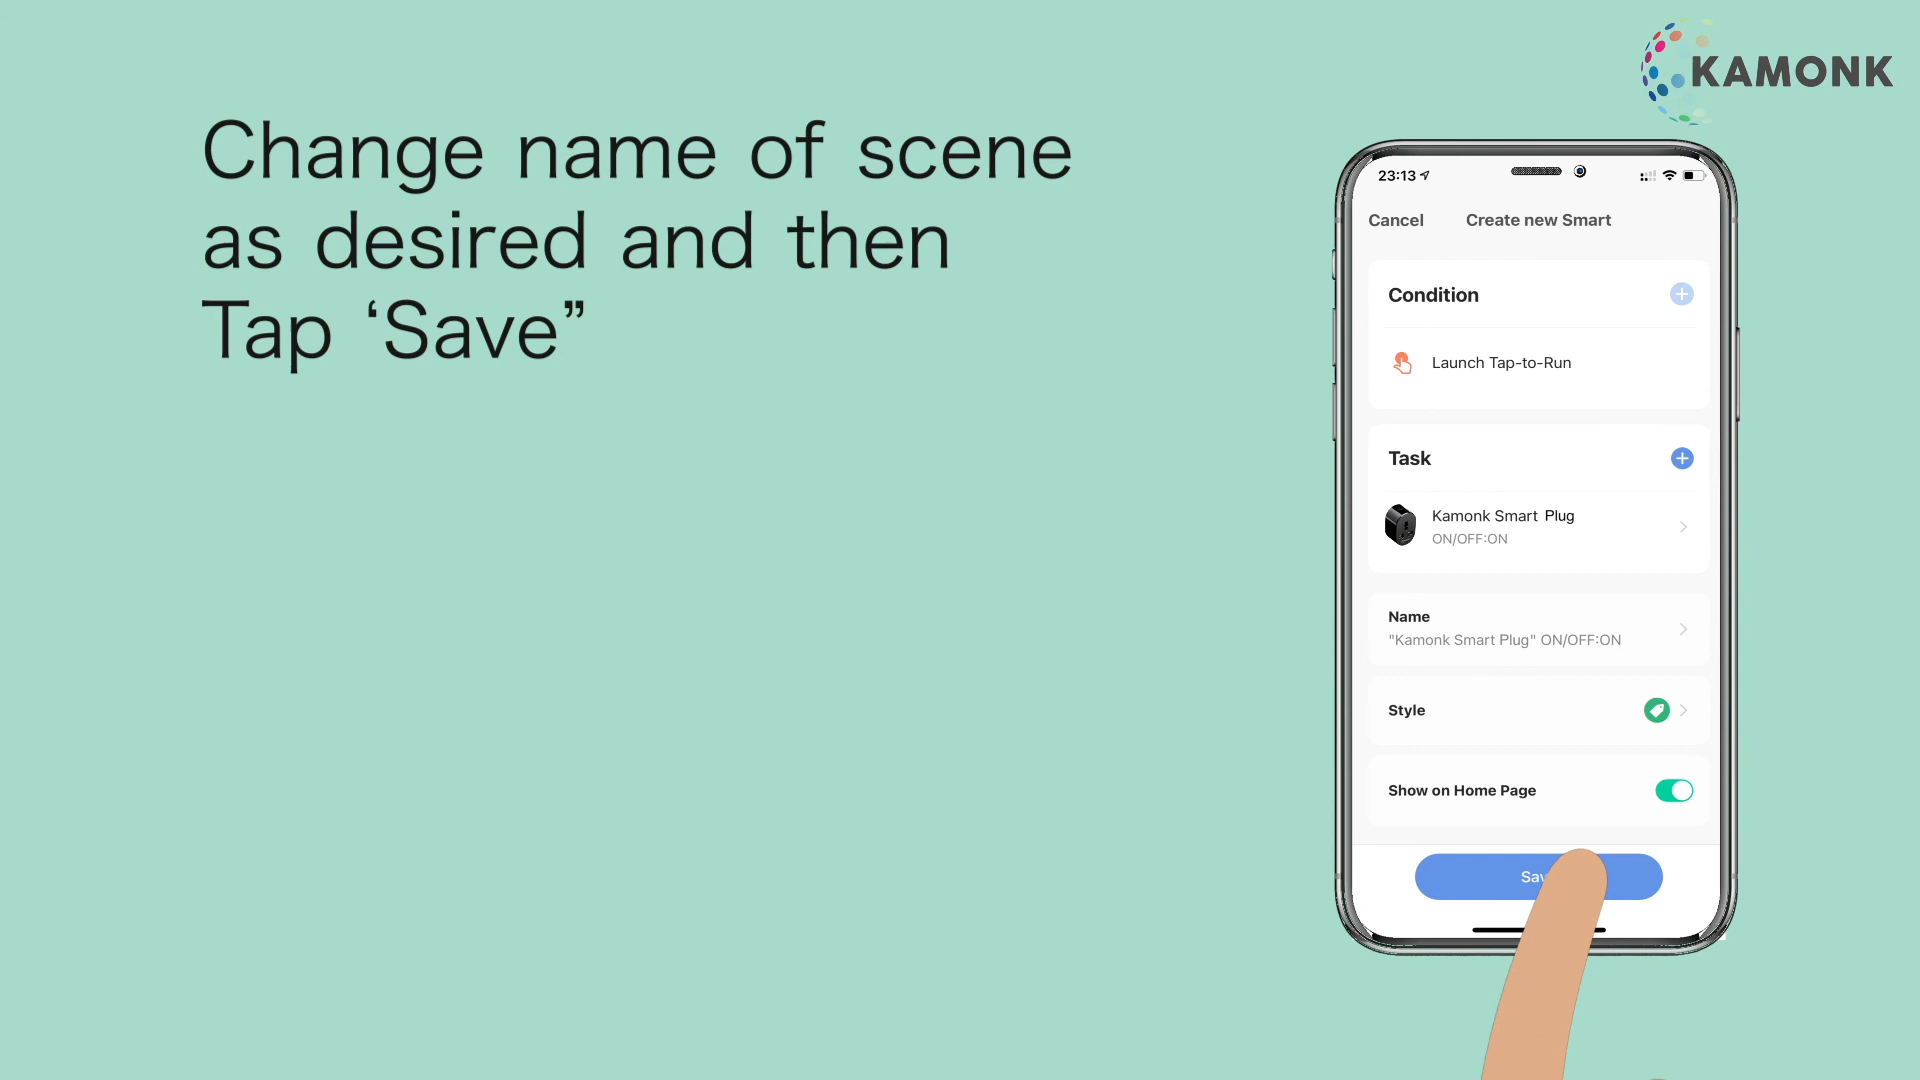 KAMONK
Change name of scene
as desired and then
Tap ‘Save”
23:13
Cancel
Create new Smart
Condition
Launch Tap-to-Run
Task
Kamonk Smart Plug
ON/OFF:ON
Name
"Kamonk Smart Plug" ON/OFF:ON
Style
Show on Home Page